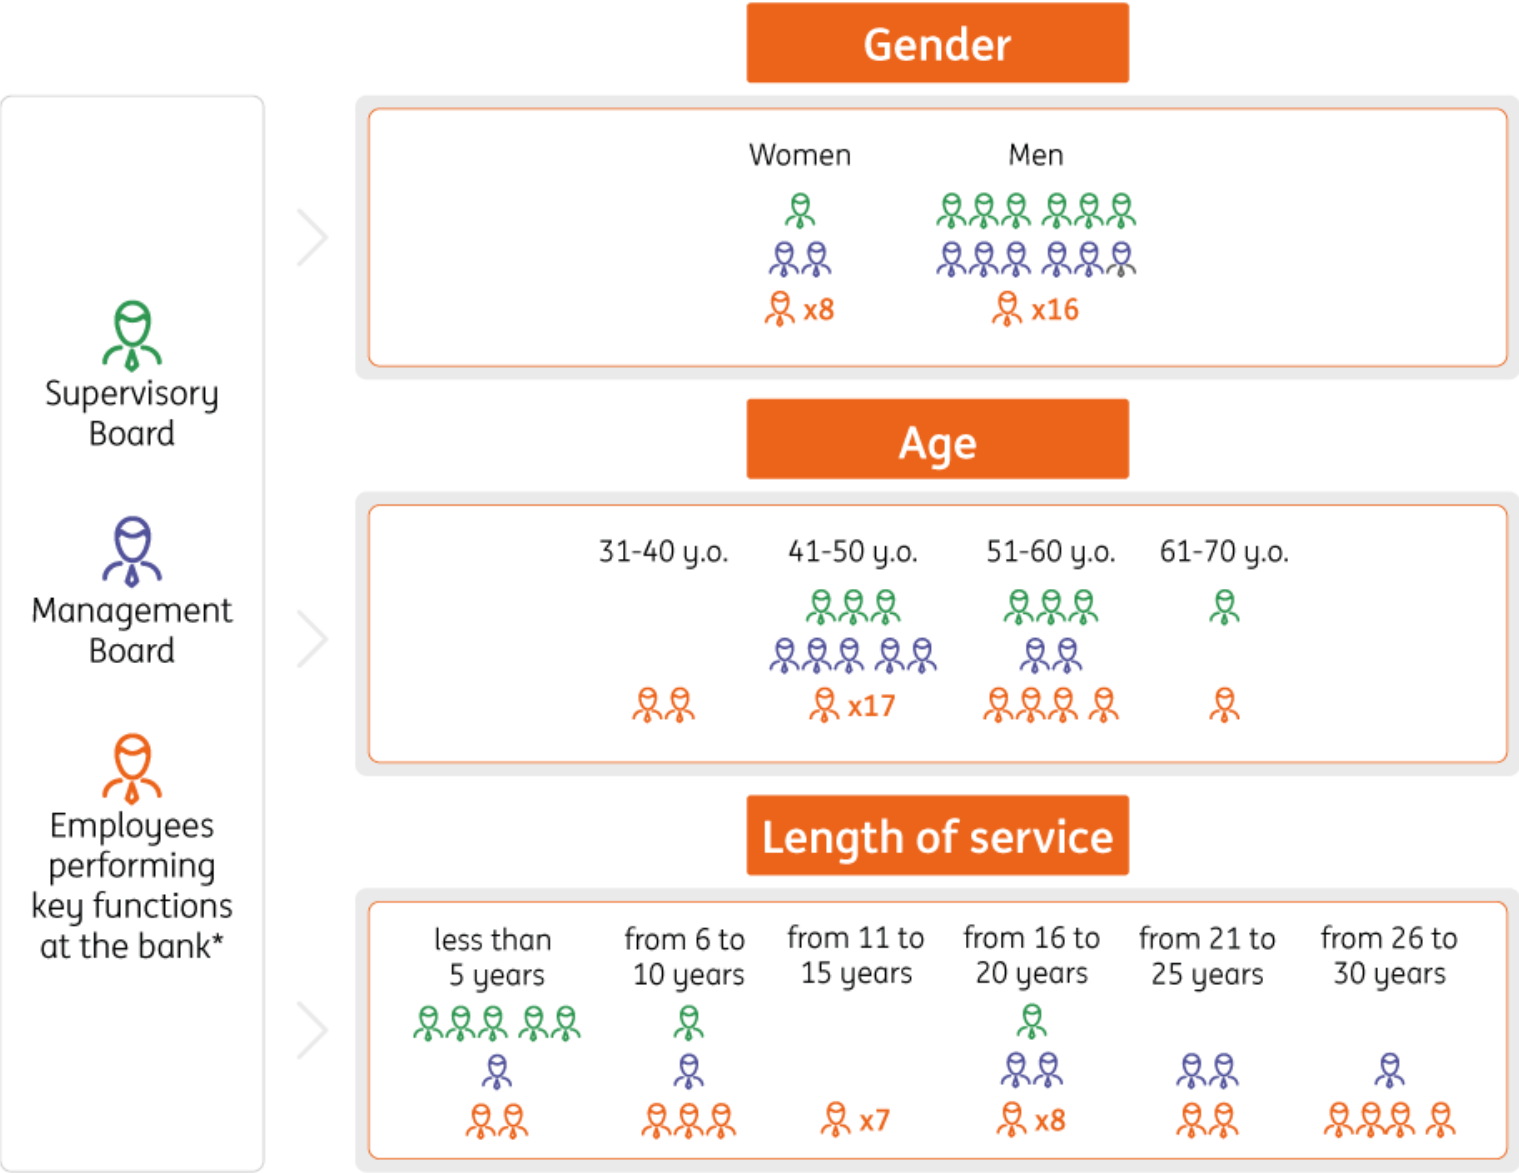 Gender
Women Men
x8 x16
Supervisory
Board
Management
Board
Employees
performing
key functions
at the bank*
Age
31-40 y.o. 41-50 y.o. 51-60 y.o. 61-70 y.o.
x17
Length of service
less than
5 years
from 6 to
10 years
from 11 to
15 years
from 16 to
20 years
from 21 to
25 years
from 26 to
30 years
x7 x8